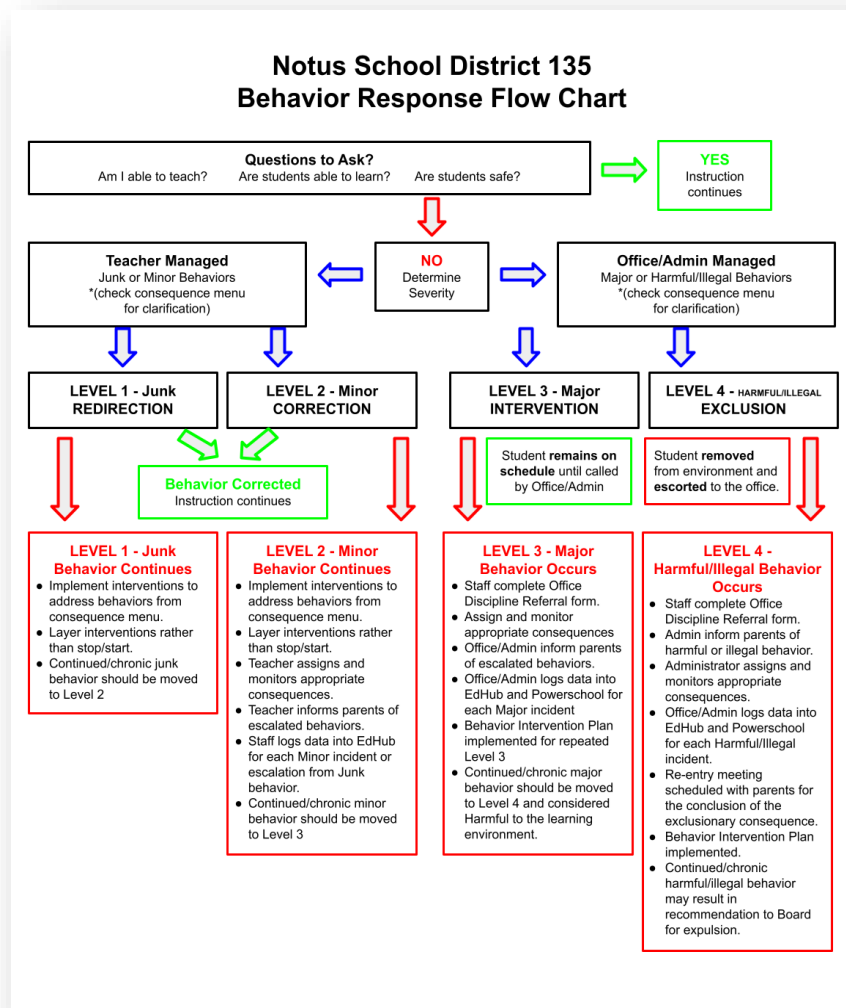 Notus School District 135
Behavior Response Flow Chart
Questions to Ask?
Am I able to teach? Are students able to learn? Are students safe?
YES
Instruction
continues
Teacher Managed
Junk or Minor Behaviors
*(check consequence menu
for clarification)
NO
Determine
Severity
Office/Admin Managed
Major or Harmful/Illegal Behaviors
*(check consequence menu
for clarification)
LEVEL 1 - Junk
REDIRECTION
LEVEL 2 - Minor
CORRECTION
LEVEL 3 - Major
INTERVENTION
LEVEL 4 - HARMFUL/ILLEGAL
EXCLUSION
Behavior Corrected
Instruction continues
Student remains on
schedule until called
by Office/Admin
Student removed
from environment and
escorted to the office.
LEVEL 1 - Junk
Behavior Continues
● Implement interventions to
address behaviors from
consequence menu.
● Layer interventions rather
than stop/start.
● Continued/chronic junk
behavior should be moved
to Level 2
LEVEL 2 - Minor
Behavior Continues
● Implement interventions to
address behaviors from
consequence menu.
● Layer interventions rather
than stop/start.
● Teacher assigns and
monitors appropriate
consequences.
● Teacher informs parents of
escalated behaviors.
● Staff logs data into EdHub
for each Minor incident or
escalation from Junk
behavior.
● Continued/chronic minor
behavior should be moved
to Level 3
LEVEL 3 - Major
Behavior Occurs
● Staff complete Office
Discipline Referral form.
● Assign and monitor
appropriate consequences
● Office/Admin inform parents
of escalated behaviors.
● Office/Admin logs data into
EdHub and Powerschool for
each Major incident
● Behavior Intervention Plan
implemented for repeated
Level 3
● Continued/chronic major
behavior should be moved
to Level 4 and considered
Harmful to the learning
environment.
LEVEL 4 -
Harmful/Illegal Behavior
Occurs
● Staff complete Office
Discipline Referral form.
● Admin inform parents of
harmful or illegal behavior.
● Administrator assigns and
monitors appropriate
consequences.
● Office/Admin logs data into
EdHub and Powerschool
for each Harmful/Illegal
incident.
● Re-entry meeting
scheduled with parents for
the conclusion of the
exclusionary consequence.
● Behavior Intervention Plan
implemented.
● Continued/chronic
harmful/illegal behavior
may result in
recommendation to Board
for expulsion.